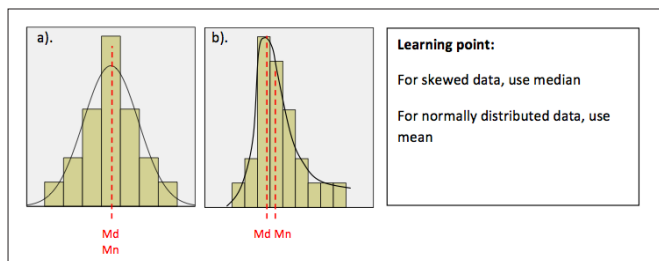 a).
b).
Learning point:
For skewed data, use median
For normally distributed data, use
mean
Md
Mn
Md Mn